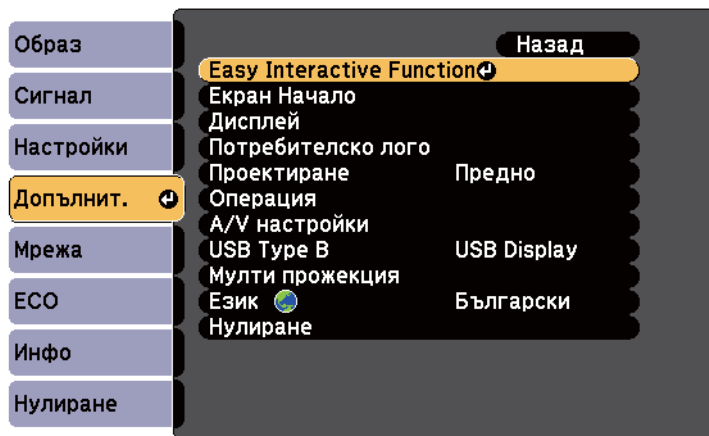 Образ
Сигнал
Настройки
Допълнит.
Мрежа
ECO
Инфо
Нулиране
Назад
Easy Interactive Function
Екран Начало
Дисплей
Потребителско лого
Проектиране Предно
Операция
A/V настройки
USB Type B USB Display
Мулти прожекция
Език Български
Нулиране